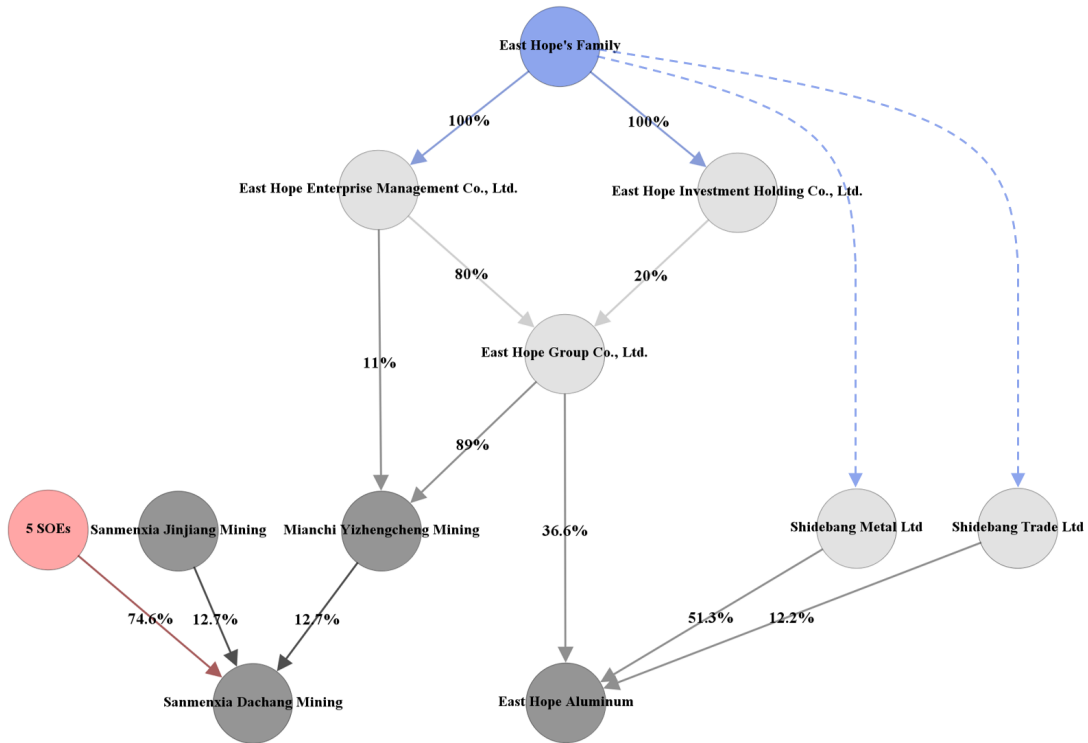 East Hope's Family
100%
100%
East Hope Enterprise Management Co., Ltd.
East Hope Investment Holding Co., Ltd.
80%
20%
East Hope Group Co., Ltd.
11%
89%
5 SOEs
Sanmenxia Jinjiang Mining
Mianchi Yizhengcheng Mining
36.6%
Shidebang Metal Ltd
Shidebang Trade Ltd
74.6%
12.7%
12.7%
51.3%
12.2%
Sanmenxia Dachang Mining
East Hope Aluminum